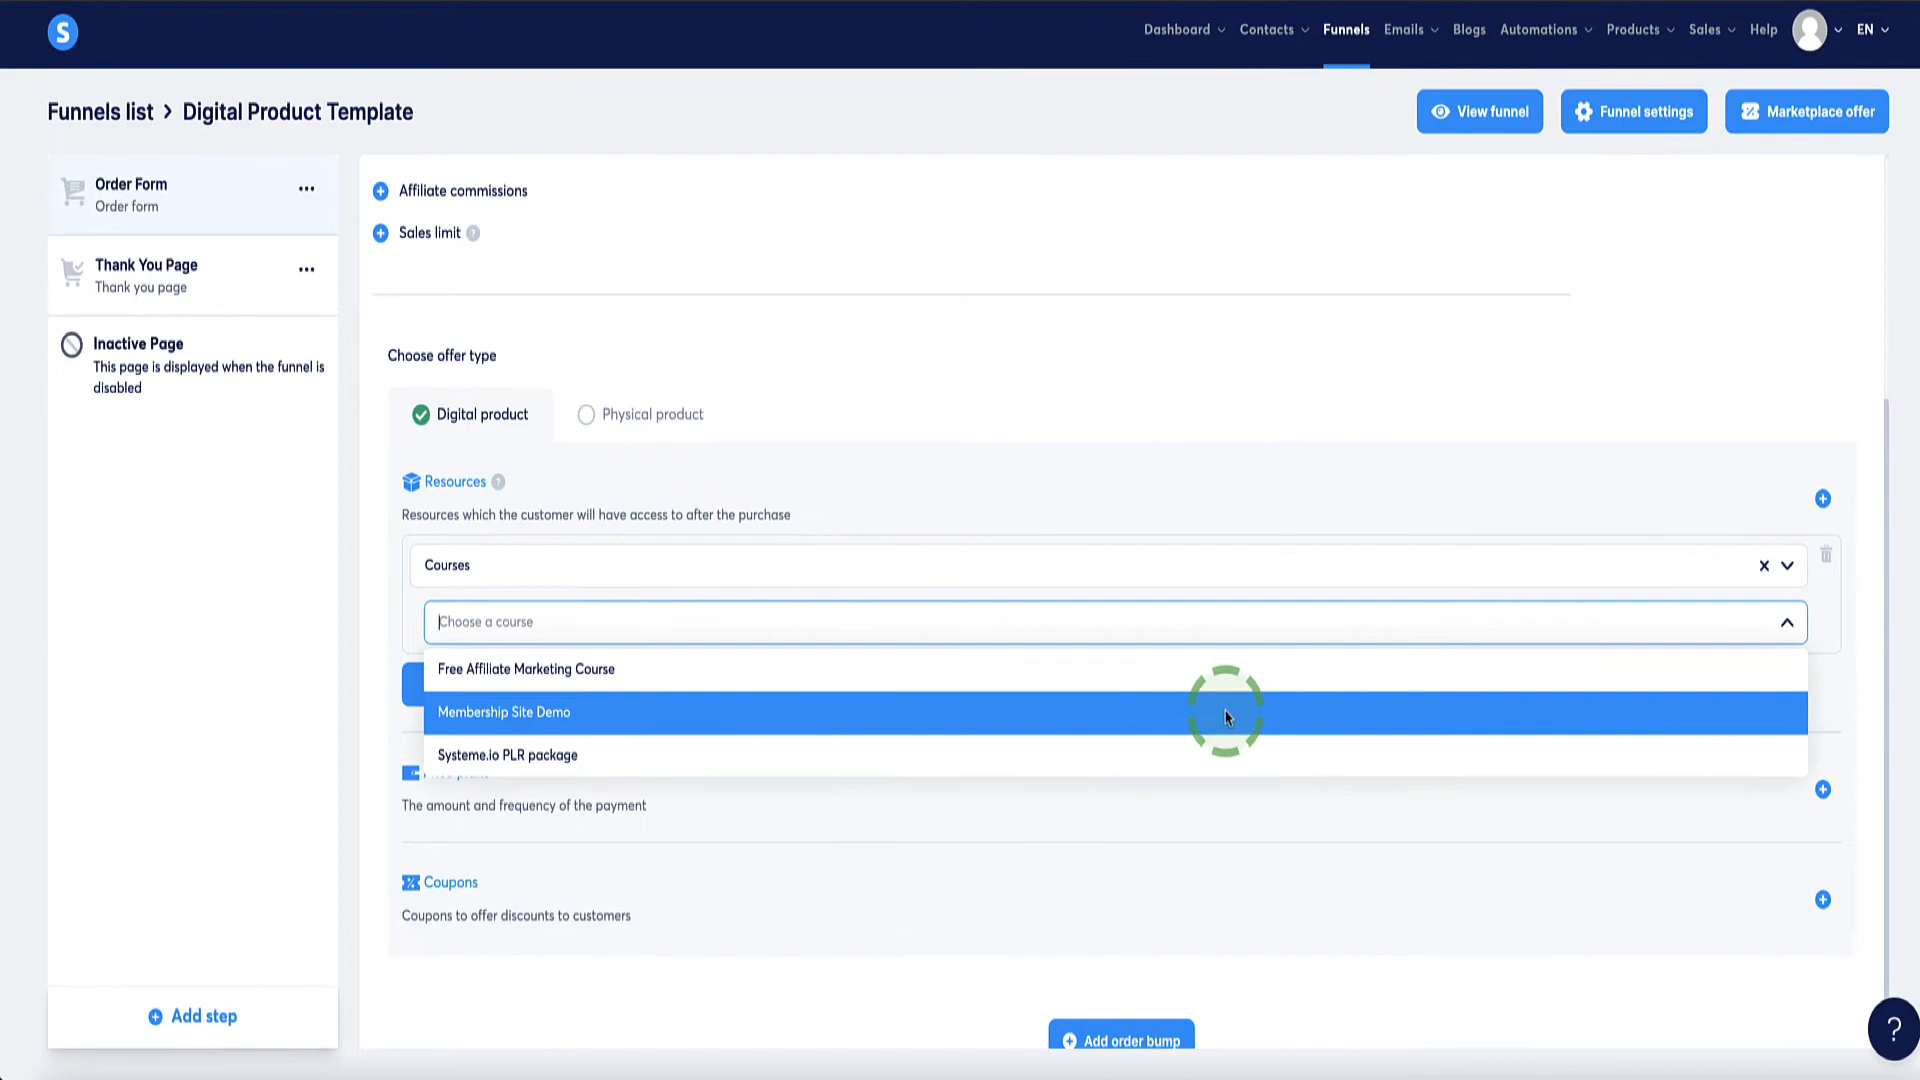 S
Dashboard
Contacts
Funnels
Emails
Blogs
Automations
Products
Sales
Help
EN
Funnels list > Digital Product Template
View funnel
Funnel settings
Marketplace offer
Order Form
Order form
Thank You Page
Thank you page
Inactive Page
This page is displayed when the funnel is
disabled
Add step
Affiliate commissions
Sales limit ?
Choose offer type
Digital product
Physical product
Resources ?
Resources which the customer will have access to after the purchase
Courses
Choose a course
Free Affiliate Marketing Course
Membership Site Demo
Systeme.io PLR package
The amount and frequency of the payment
Coupons
Coupons to offer discounts to customers
Add order bump
?